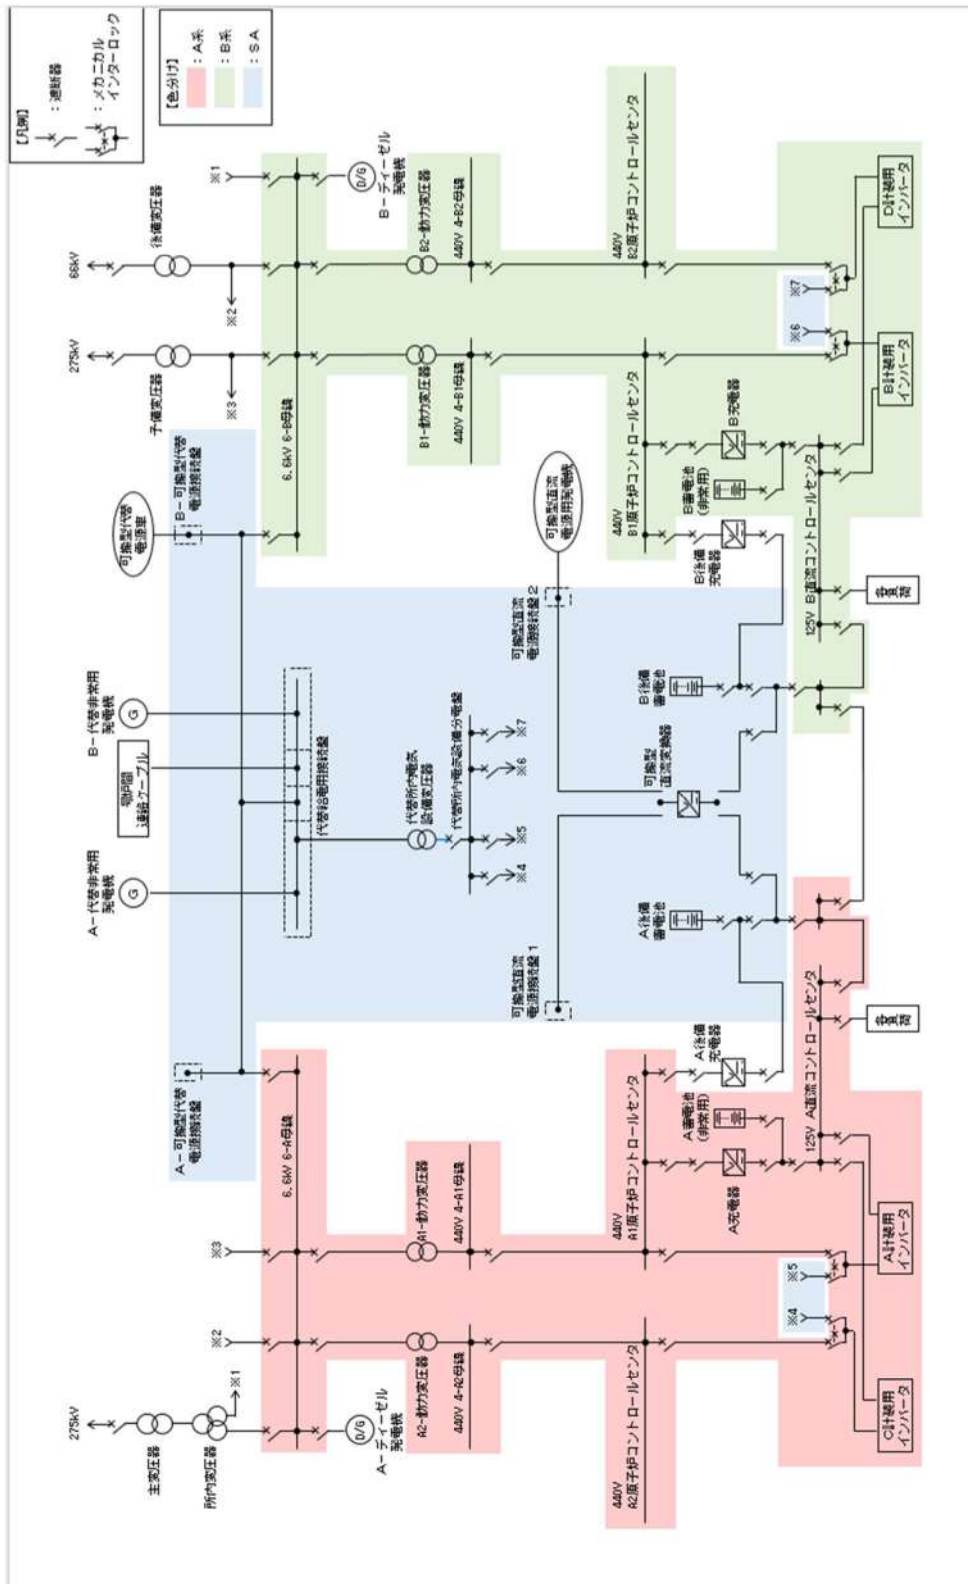 275kV
主変圧器
所内変圧器
※1
※2
※3
A－可搬型代替
電源接続盤
A－代替非常用
発電機
号炉間
連絡ケーブル
B－代替非常用
発電機
可搬型代替
電源車
B－可搬型代替
電源接続盤
275kV
予備変圧器
※3
66kV
後備変圧器
※2
※1
【凡例】
：遮断器
：メカニカル
インターロック
【色分け】
：A系
：B系
：SA
6.6kV 6-A母線
代替給電用接続盤
6.6kV 6-B母線
D/G
A－ディーゼル
発電機
G
G
D/G
B－ディーゼル
発電機
A2-動力変圧器
A1-動力変圧器
代替所内電気
設備変圧器
B1-動力変圧器
B2-動力変圧器
440V 4-A2母線
440V 4-A1母線
代替所内電気設備分電盤
440V 4-B1母線
440V 4-B2母線
※4
※5
※6
※7
可搬型直流
電源接続盤1
可搬型直流
電源接続盤2
可搬型直流
電源用発電機
440V
A2原子炉コントロールセンタ
440V
A1原子炉コントロールセンタ
440V
B1原子炉コントロールセンタ
440V
B2原子炉コントロールセンタ
A充電器
A蓄電池
(非常用)
A後備
充電器
A後備
蓄電池
可搬型
直流変換器
B後備
蓄電池
B後備
充電器
B蓄電池
(非常用)
B充電器
※4
※5
※6
※7
125V A直流コントロールセンタ
125V B直流コントロールセンタ
C計装用
インバータ
A計装用
インバータ
各負荷
各負荷
B計装用
インバータ
D計装用
インバータ